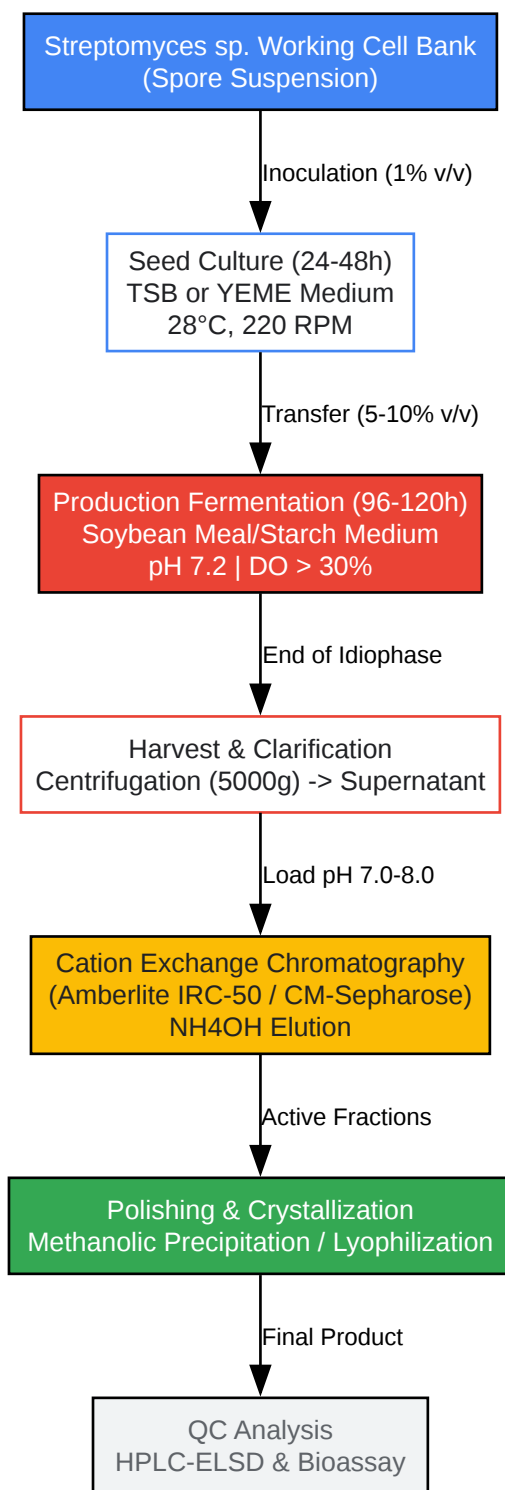 Streptomyces sp. Working Cell Bank
(Spore Suspension)
Inoculation (1% v/v)
Seed Culture (24-48h)
TSB or YEME Medium
28°C, 220 RPM
Transfer (5-10% v/v)
Production Fermentation (96-120h)
Soybean Meal/Starch Medium
pH 7.2 | DO > 30%
End of Idiophase
Harvest & Clarification
Centrifugation (5000g) -> Supernatant
Load pH 7.0-8.0
Cation Exchange Chromatography
(Amberlite IRC-50 / CM-Sepharose)
NH4OH Elution
Active Fractions
Polishing & Crystallization
Methanolic Precipitation / Lyophilization
Final Product
QC Analysis
HPLC-ELSD & Bioassay